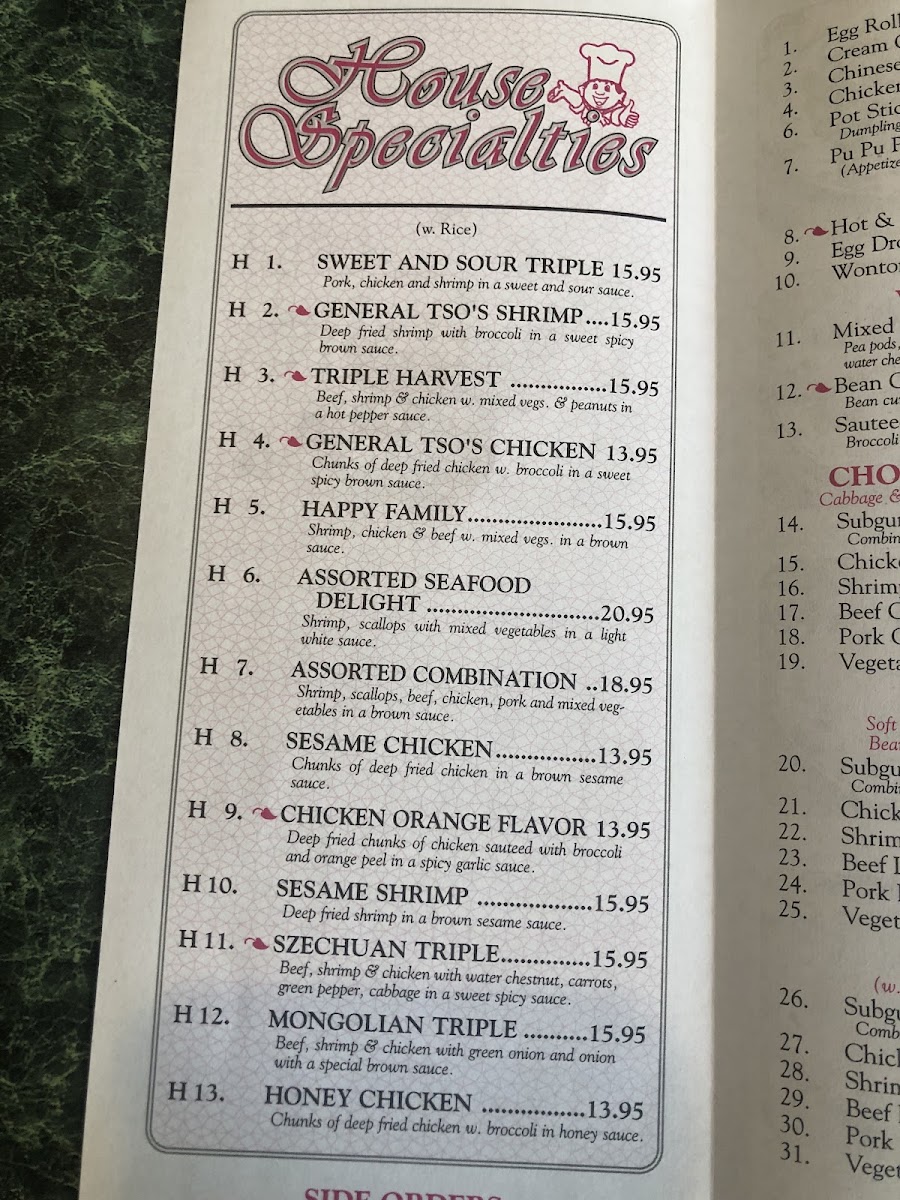 House
Specialties
(w. Rice)
H 1. SWEET AND SOUR TRIPLE 15.95
Pork, chicken and shrimp in a sweet and sour sauce.
H 2. GENERAL TSO'S SHRIMP....15.95
Deep fried shrimp with broccoli in a sweet spicy
brown sauce.
H 3. TRIPLE HARVEST ................15.95
Beef, shrimp & chicken w. mixed vegs. & peanuts in
a hot pepper sauce.
H 4. GENERAL TSO'S CHICKEN 13.95
Chunks of deep fried chicken w. broccoli in a sweet
spicy brown sauce.
H 5. HAPPY FAMILY.......................15.95
Shrimp, chicken & beef w. mixed vegs. in a brown
sauce.
H 6. ASSORTED SEAFOOD
DELIGHT .............................20.95
Shrimp, scallops with mixed vegetables in a light
white sauce.
H 7. ASSORTED COMBINATION ..18.95
Shrimp, scallops, beef, chicken, pork and mixed veg-
etables in a brown sauce.
H 8. SESAME CHICKEN.................13.95
Chunks of deep fried chicken in a brown sesame
sauce.
H 9. CHICKEN ORANGE FLAVOR 13.95
Deep fried chunks of chicken sauteed with broccoli
and orange peel in a spicy garlic sauce.
H 10. SESAME SHRIMP ...................15.95
Deep fried shrimp in a brown sesame sauce.
H 11. SZECHUAN TRIPLE...............15.95
Beef, shrimp & chicken with water chestnut, carrots,
green pepper, cabbage in a sweet spicy sauce.
H 12. MONGOLIAN TRIPLE ...........15.95
Beef, shrimp & chicken with green onion and onion
with a special brown sauce.
H 13. HONEY CHICKEN .................13.95
Chunks of deep fried chicken w. broccoli in honey sauce.
SIDE ORDERS
1. Egg Roll
2. Cream
3. Chinese
4. Chicken
6. Pot Stic
Dumpling
7. Pu Pu P
(Appetize
8. Hot &
9. Egg Dro
10. Wonto
11. Mixed
Pea pods,
water che
12. Bean C
Bean cu
13. Sautee
Broccoli
CHO
Cabbage &
14. Subgu
Combin
15. Chicke
16. Shrim
17. Beef C
18. Pork C
19. Vegeta
Soft
Bea
20. Subgu
Combi
21. Chick
22. Shrim
23. Beef L
24. Pork
25. Veget
(w.
26. Subgu
Comb
27. Chick
28. Shrin
29. Beef
30. Pork
31. Veget